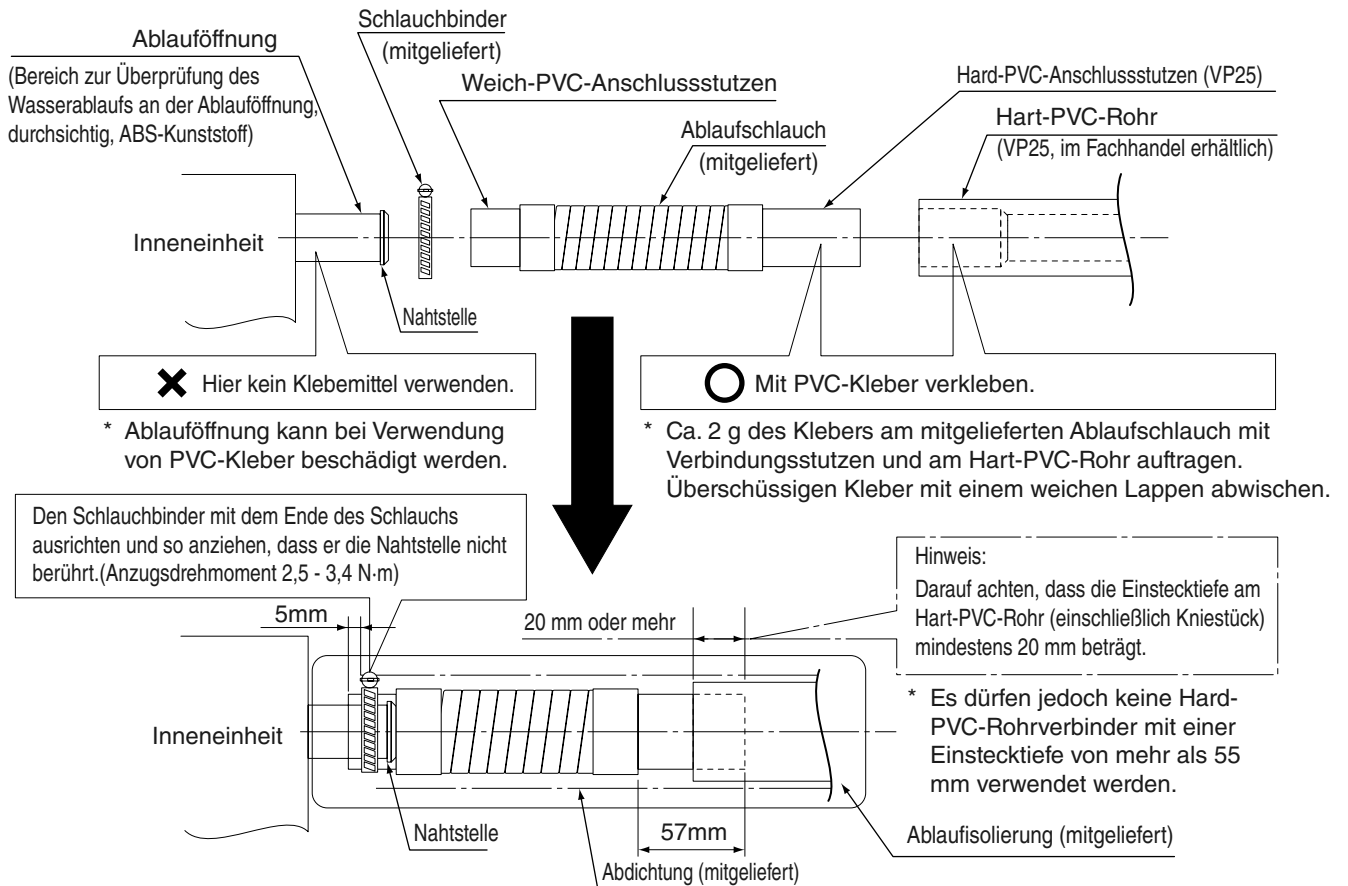 Schlauchbinder
(mitgeliefert)
Ablauföffnung
(Bereich zur Überprüfung des
Wasserablaufs an der Ablauföffnung,
durchsichtig, ABS-Kunststoff)
Weich-PVC-Anschlussstutzen
Ablaufschlauch
(mitgeliefert)
Hard-PVC-Anschlussstutzen (VP25)
Hart-PVC-Rohr
(VP25, im Fachhandel erhältlich)
Inneneinheit
Nahtstelle
Hier kein Klebemittel verwenden.
* Ablauföffnung kann bei Verwendung
von PVC-Kleber beschädigt werden.
Mit PVC-Kleber verkleben.
* Ca. 2 g des Klebers am mitgelieferten Ablaufschlauch mit
Verbindungsstutzen und am Hart-PVC-Rohr auftragen.
Überschüssigen Kleber mit einem weichen Lappen abwischen.
Den Schlauchbinder mit dem Ende des Schlauchs
ausrichten und so anziehen, dass er die Nahtstelle nicht
berührt.(Anzugsdrehmoment 2,5 - 3,4 N·m)
5mm
20 mm oder mehr
Hinweis:
Darauf achten, dass die Einstecktiefe am
Hart-PVC-Rohr (einschließlich Kniestück)
mindestens 20 mm beträgt.
* Es dürfen jedoch keine Hard-
PVC-Rohrverbinder mit einer
Einstecktiefe von mehr als 55
mm verwendet werden.
Inneneinheit
Nahtstelle
57mm
Abdichtung (mitgeliefert)
Ablaufisolierung (mitgeliefert)